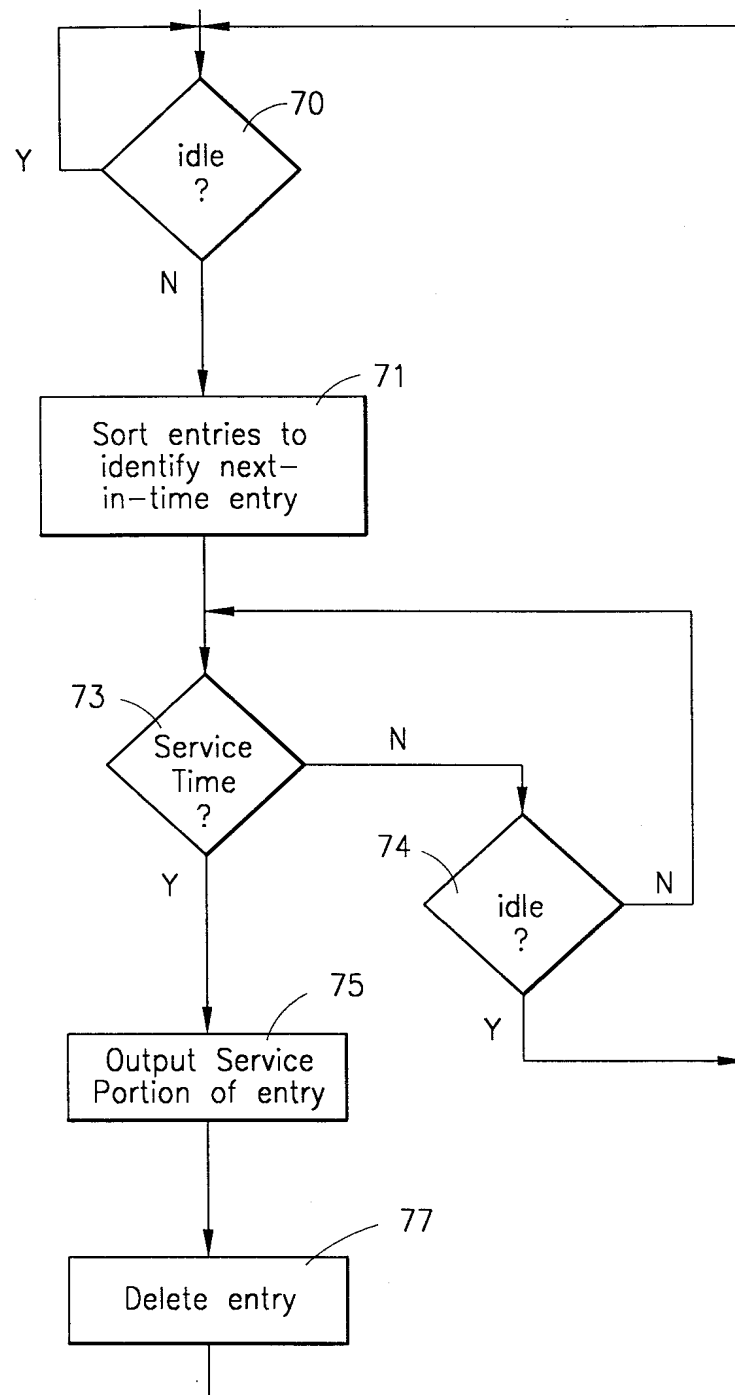 70
idle
?
Y
N
71
Sort entries to
identify next-
in-time entry
73
Service
Time
?
N
Y
74
idle
?
N
Y
75
Output Service
Portion of entry
77
Delete entry